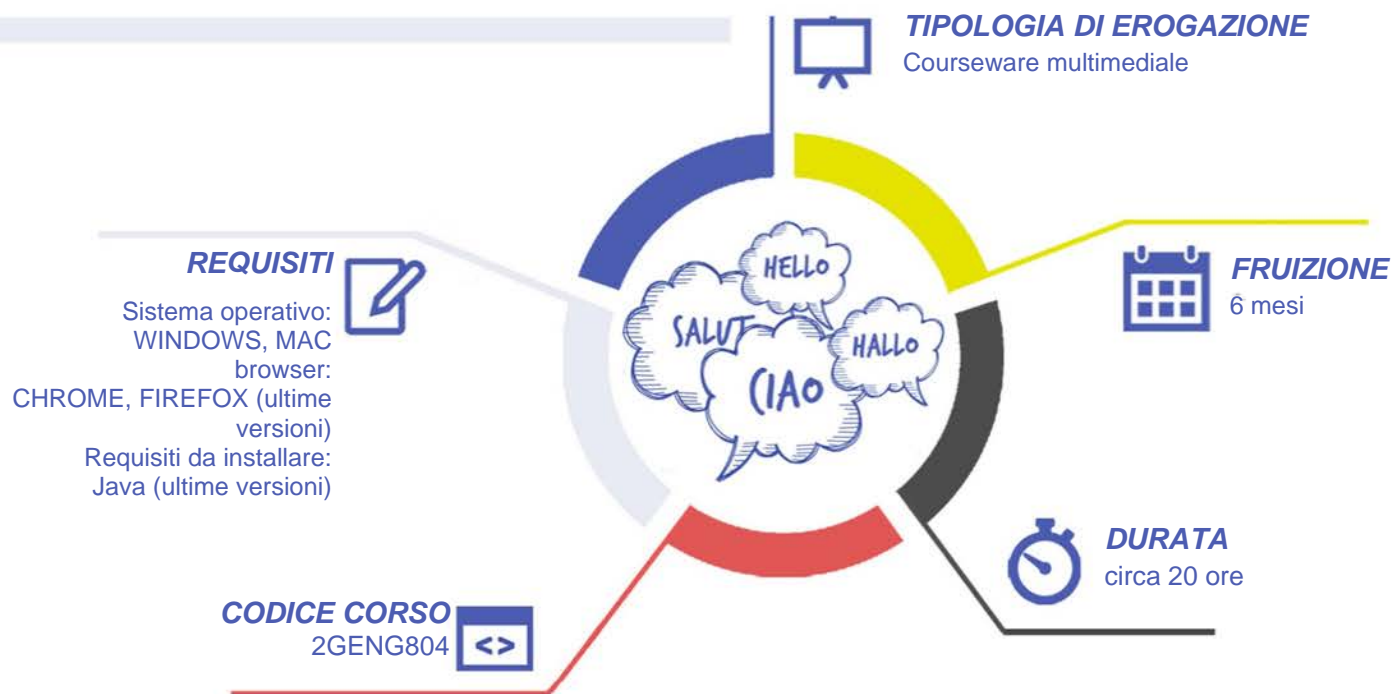 TIPOLOGIA DI EROGAZIONE
Courseware multimediale
REQUISITI
Sistema operativo:
WINDOWS, MAC
browser:
CHROME, FIREFOX (ultime
versioni)
Requisiti da installare:
Java (ultime versioni)
HELLO
SALUT
HALLO
CIAO
FRUIZIONE
6 mesi
DURATA
circa 20 ore
CODICE CORSO
2GENG804
<>